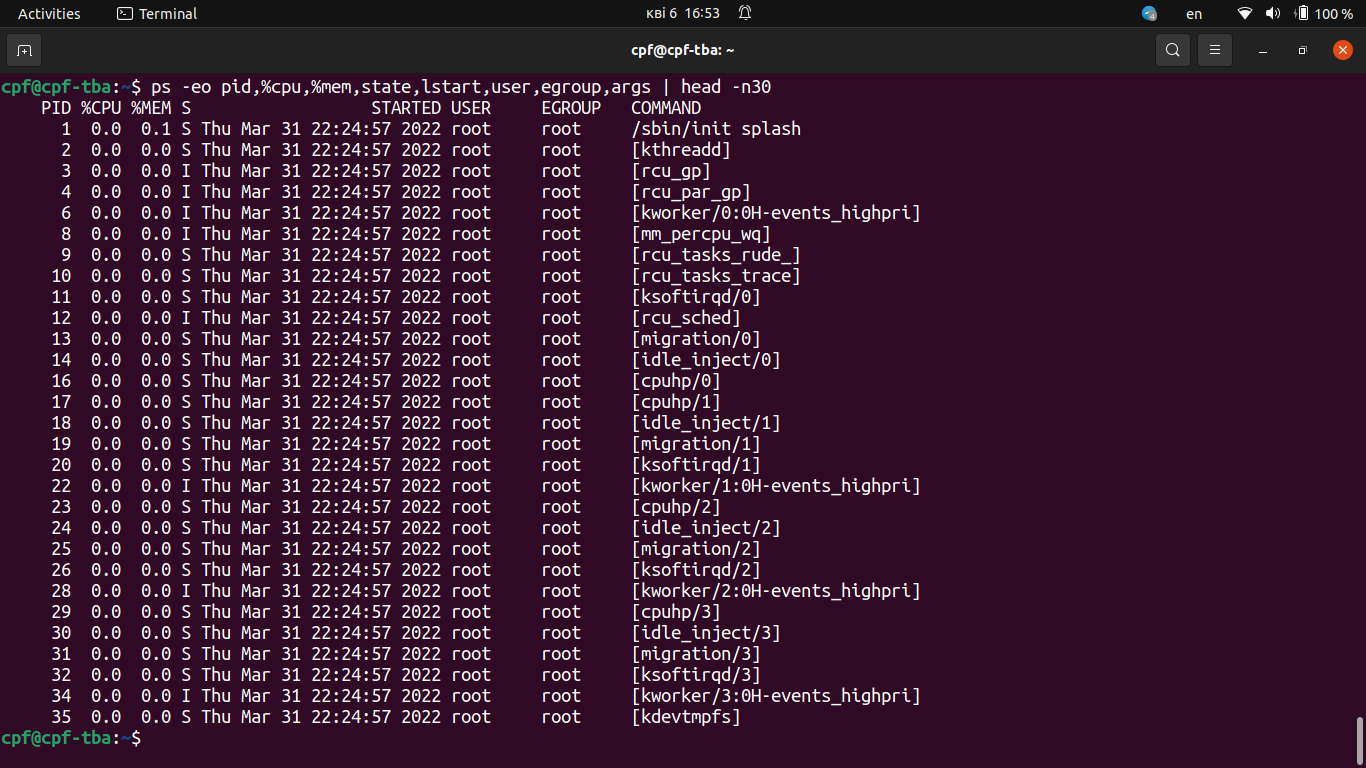 Activities Terminal кві 6 16:53 en 100 %
cpf@cpf-tba: ~
cpf@cpf-tba:~$ ps -eo pid,%cpu,%mem,state,lstart,user,egroup,args | head -n30
PID %CPU %MEM S STARTED USER EGROUP COMMAND
1 0.0 0.1 S Thu Mar 31 22:24:57 2022 root root /sbin/init splash
2 0.0 0.0 S Thu Mar 31 22:24:57 2022 root root [kthreadd]
3 0.0 0.0 I Thu Mar 31 22:24:57 2022 root root [rcu_gp]
4 0.0 0.0 I Thu Mar 31 22:24:57 2022 root root [rcu_par_gp]
6 0.0 0.0 I Thu Mar 31 22:24:57 2022 root root [kworker/0:0H-events_highpri]
8 0.0 0.0 I Thu Mar 31 22:24:57 2022 root root [mm_percpu_wq]
9 0.0 0.0 S Thu Mar 31 22:24:57 2022 root root [rcu_tasks_rude_]
10 0.0 0.0 S Thu Mar 31 22:24:57 2022 root root [rcu_tasks_trace]
11 0.0 0.0 S Thu Mar 31 22:24:57 2022 root root [ksoftirqd/0]
12 0.0 0.0 I Thu Mar 31 22:24:57 2022 root root [rcu_sched]
13 0.0 0.0 S Thu Mar 31 22:24:57 2022 root root [migration/0]
14 0.0 0.0 S Thu Mar 31 22:24:57 2022 root root [idle_inject/0]
16 0.0 0.0 S Thu Mar 31 22:24:57 2022 root root [cpuhp/0]
17 0.0 0.0 S Thu Mar 31 22:24:57 2022 root root [cpuhp/1]
18 0.0 0.0 S Thu Mar 31 22:24:57 2022 root root [idle_inject/1]
19 0.0 0.0 S Thu Mar 31 22:24:57 2022 root root [migration/1]
20 0.0 0.0 S Thu Mar 31 22:24:57 2022 root root [ksoftirqd/1]
22 0.0 0.0 I Thu Mar 31 22:24:57 2022 root root [kworker/1:0H-events_highpri]
23 0.0 0.0 S Thu Mar 31 22:24:57 2022 root root [cpuhp/2]
24 0.0 0.0 S Thu Mar 31 22:24:57 2022 root root [idle_inject/2]
25 0.0 0.0 S Thu Mar 31 22:24:57 2022 root root [migration/2]
26 0.0 0.0 S Thu Mar 31 22:24:57 2022 root root [ksoftirqd/2]
28 0.0 0.0 I Thu Mar 31 22:24:57 2022 root root [kworker/2:0H-events_highpri]
29 0.0 0.0 S Thu Mar 31 22:24:57 2022 root root [cpuhp/3]
30 0.0 0.0 S Thu Mar 31 22:24:57 2022 root root [idle_inject/3]
31 0.0 0.0 S Thu Mar 31 22:24:57 2022 root root [migration/3]
32 0.0 0.0 S Thu Mar 31 22:24:57 2022 root root [ksoftirqd/3]
34 0.0 0.0 I Thu Mar 31 22:24:57 2022 root root [kworker/3:0H-events_highpri]
35 0.0 0.0 S Thu Mar 31 22:24:57 2022 root root [kdevtmpfs]
cpf@cpf-tba:~$